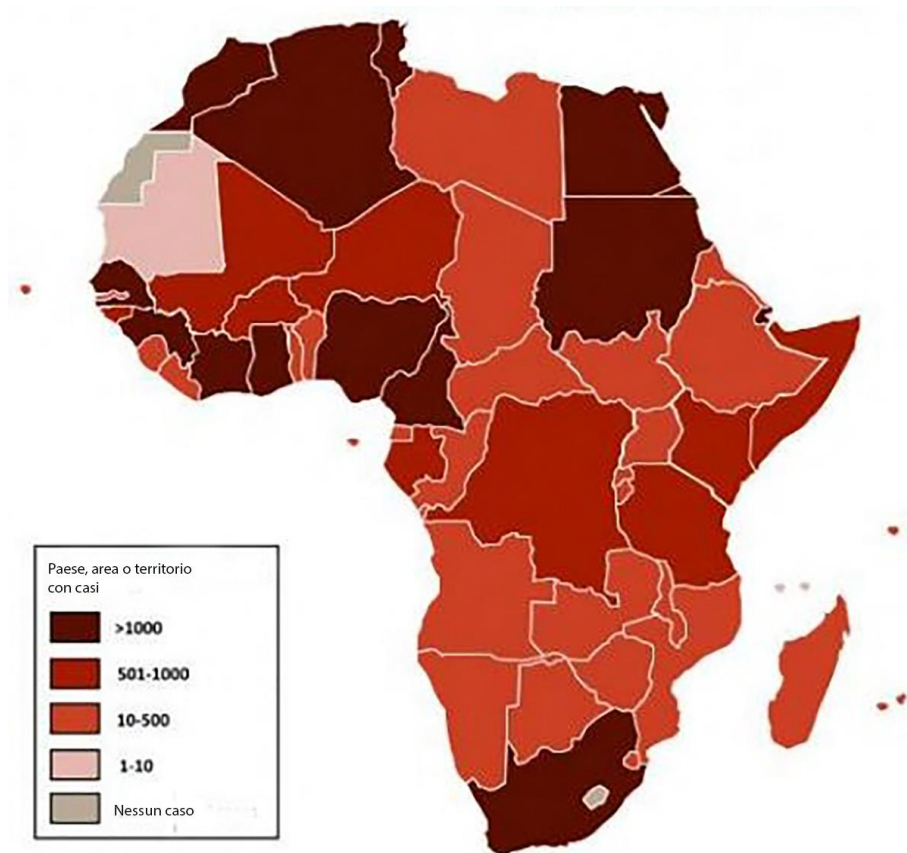 Paese, area o territorio
con casi
>1000
501-1000
10-500
1-10
Nessun caso